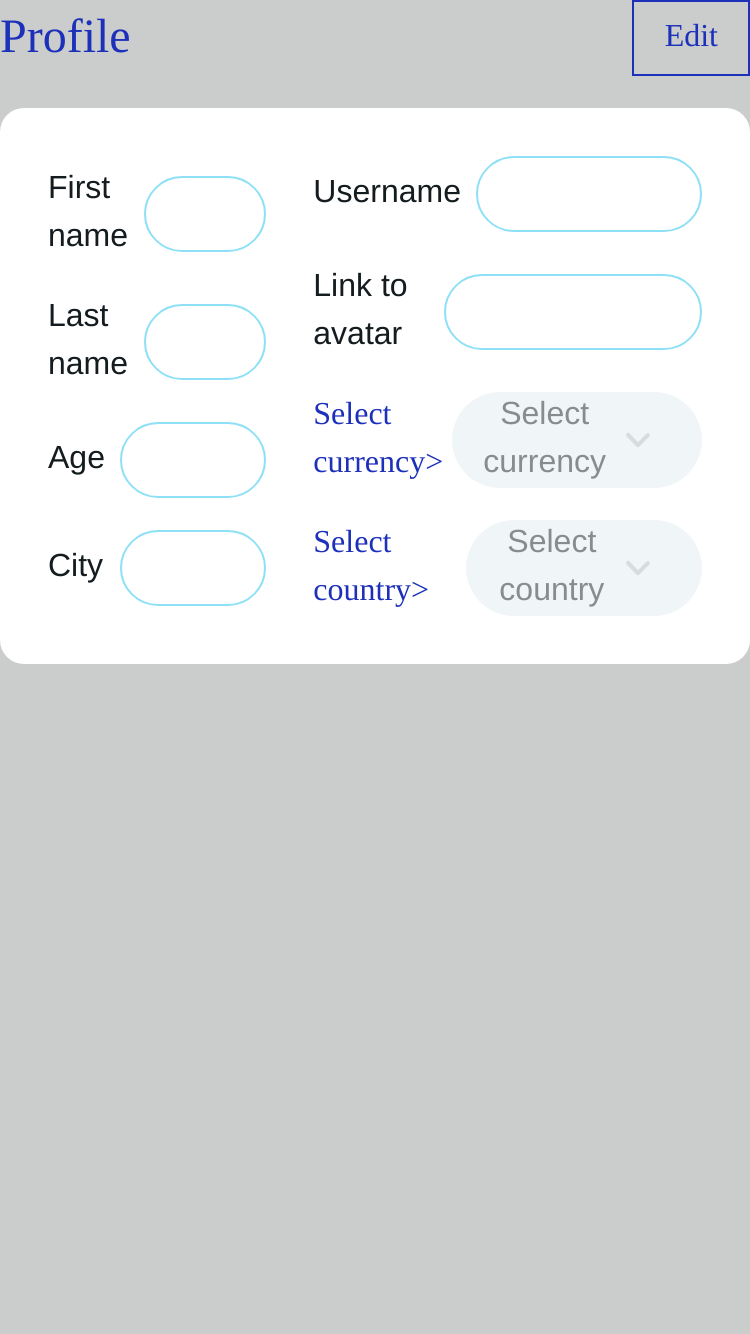 Profile
Edit
First
name
Last
name
Age
City
Username
Link to
avatar
Select
currency>
Select
currency
Select
country>
Select
country